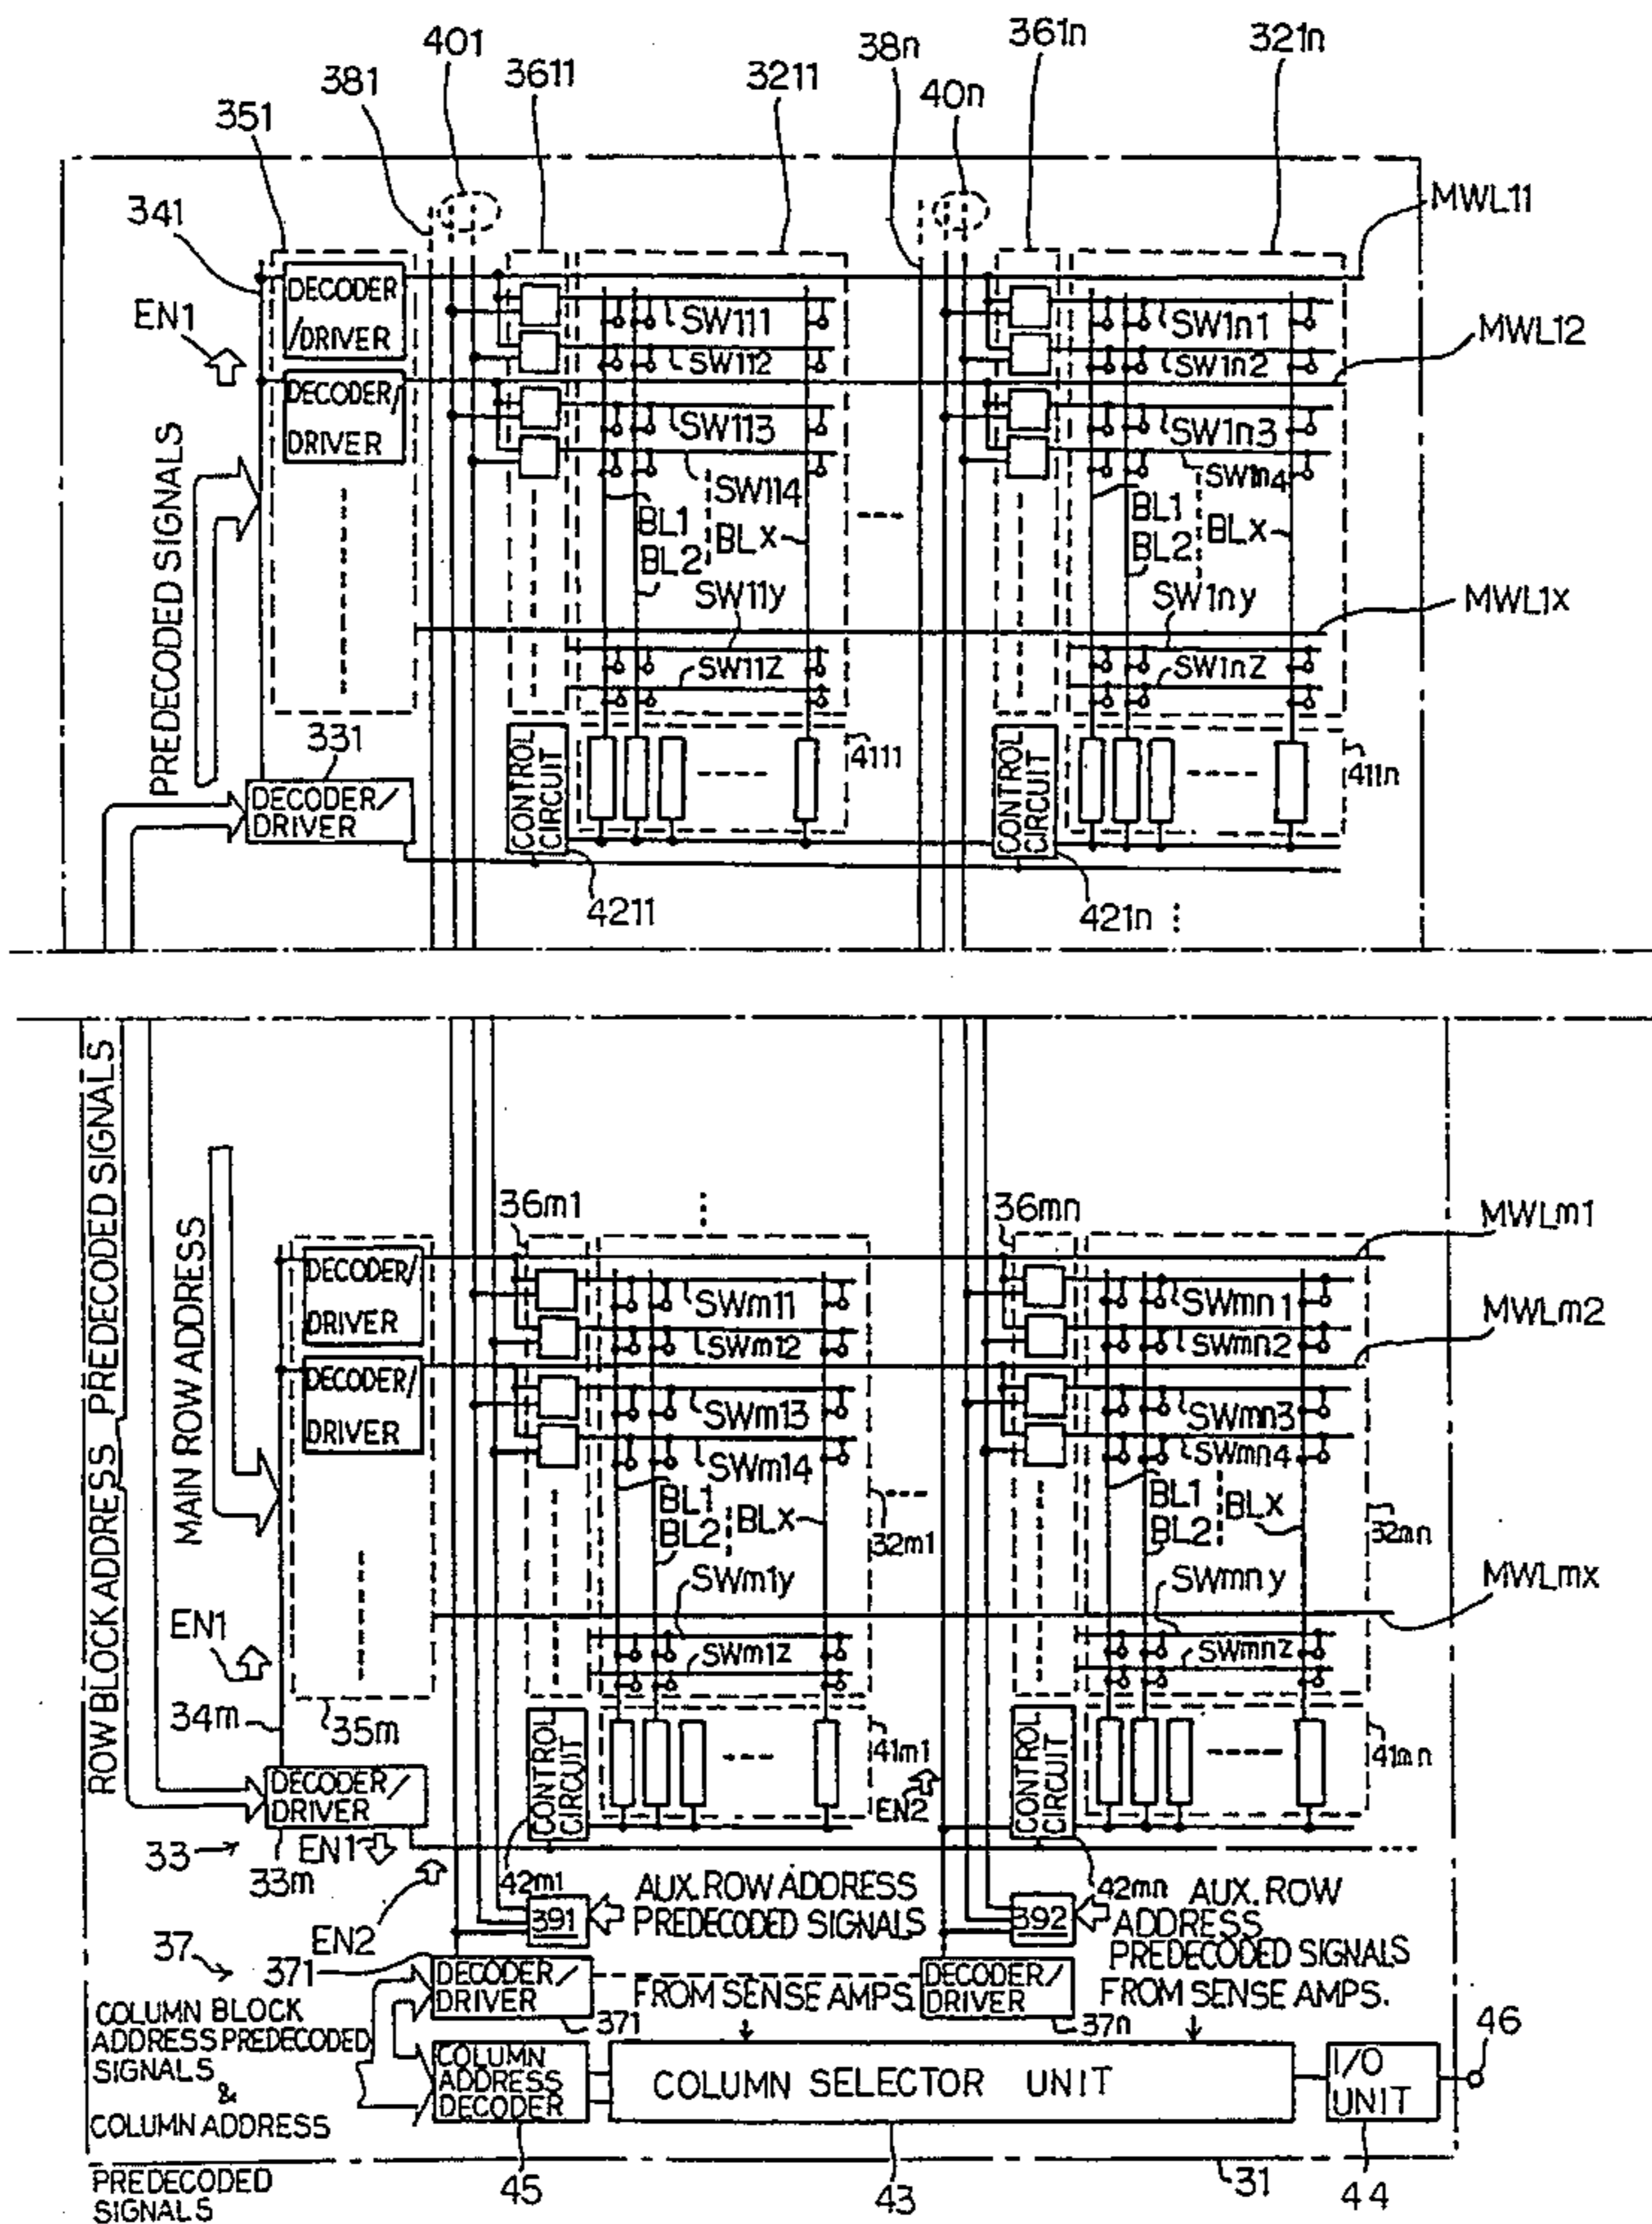 401
381
3611
3211
38n
361n
321n
351
40n
341
MWL11
EN1
DECODER
/DRIVER
SW111
SW1n1
MWL12
SW112
SW1n2
DECODER/
DRIVER
SW113
SW1n3
SW114
SW1n4
PREDECODED SIGNALS
BL1
BL2
BLX
BL1
BL2
BLX
SW11y
SW1ny
MWL1X
SW11Z
SW1nZ
331
DECODER/
DRIVER
CONTROL
CIRCUIT
4111
CONTROL
CIRCUIT
411n
4211
421n
ROW BLOCK ADDRESS PREDECODED SIGNALS
MAIN ROW ADDRESS
36m1
36mn
MWLm1
DECODER/
DRIVER
SWm11
SWmn1
MWLm2
SWm12
SWmn2
DECODER/
DRIVER
SWm13
SWmn3
SWm14
SWmn4
BL1
BL2
BLX
32m1
BL1
BL2
BLX
32mn
SWm1y
SWmny
MWLmx
EN1
SWm1z
SWmnz
34m
35m
CONTROL
CIRCUIT
41m1
EN2
CONTROL
CIRCUIT
41mn
DECODER/
DRIVER
33
33m
EN1
42m1
AUX. ROW ADDRESS
PREDECODED SIGNALS
42mn
AUX. ROW
ADDRESS
PREDECODED SIGNALS
391
392
EN2
37
371
DECODER/
DRIVER
FROM SENSE AMPS.
DECODER/
DRIVER
FROM SENSE AMPS.
COLUMN BLOCK
ADDRESS PREDECODED
SIGNALS
&
COLUMN ADDRESS
371
37n
46
COLUMN
ADDRESS
DECODER
COLUMN SELECTOR UNIT
I/O
UNIT
PREDECODED
SIGNALS
45
43
31
44